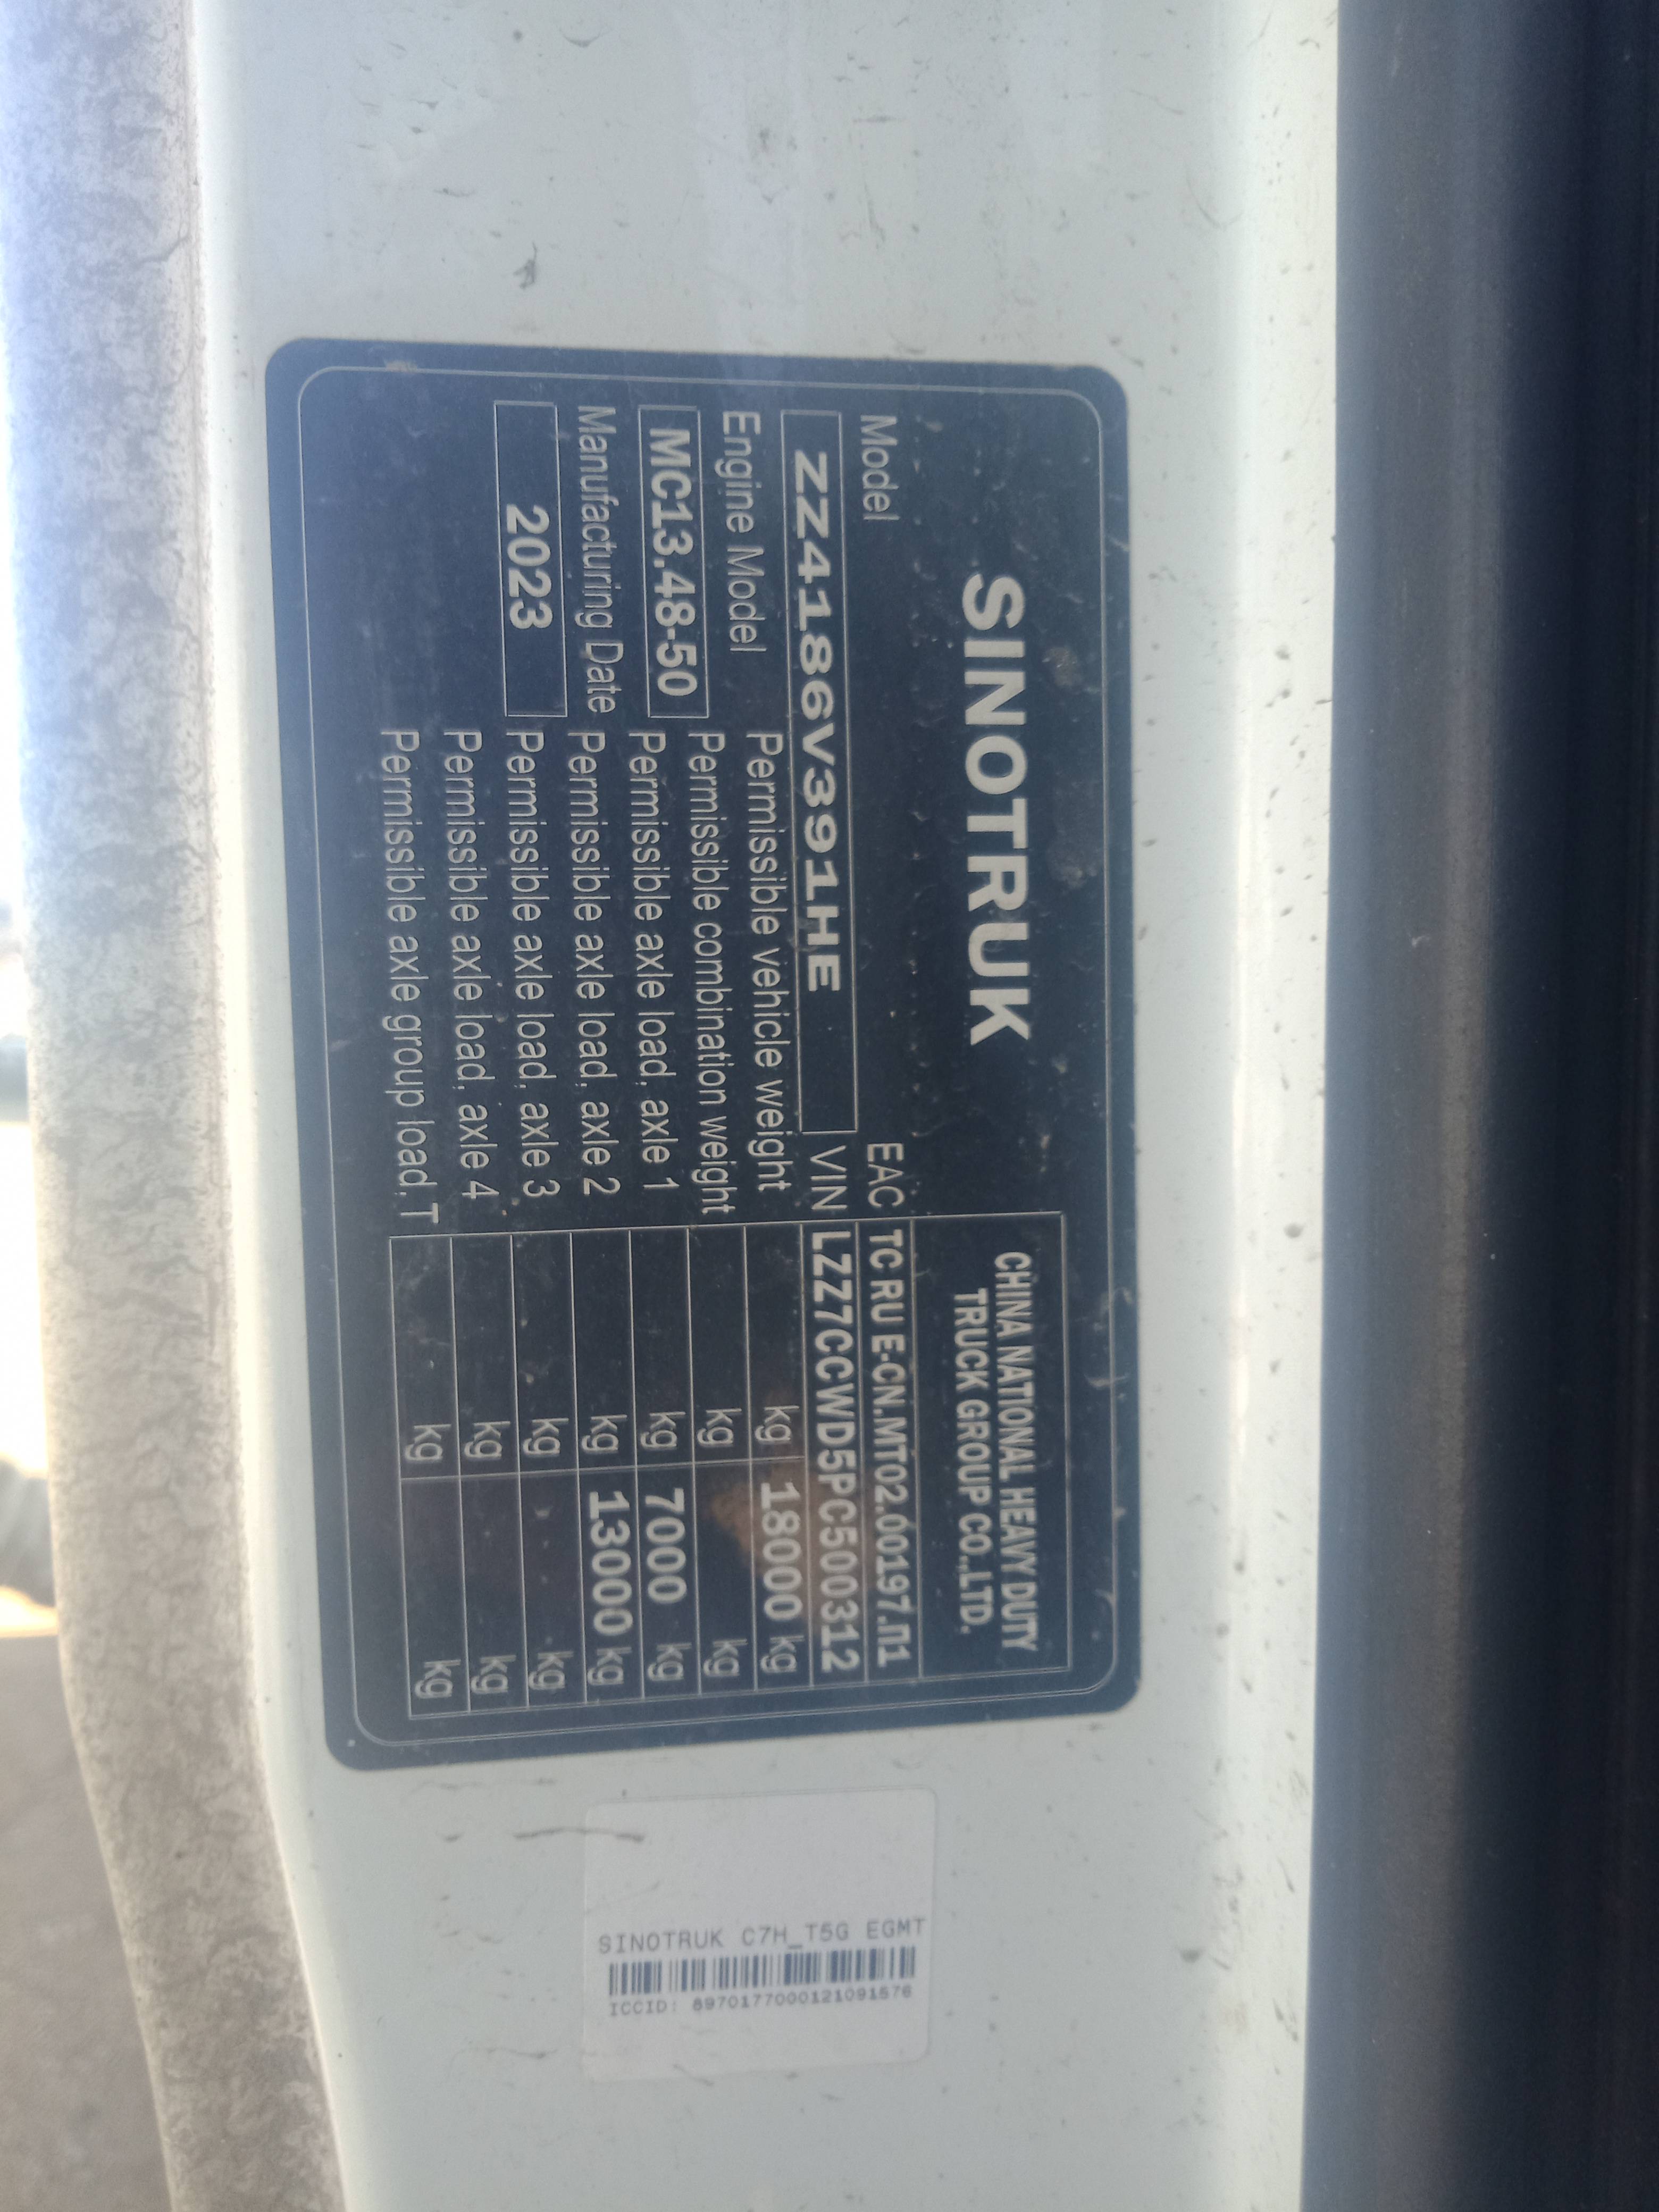 SINOTRUK
CHINA NATIONAL HEAVY DUTY
TRUCK GROUP CO.,LTD.
Model
EAC TC RU E-CN.MT02.00197.П1
ZZ4186V391HE
VIN LZZ7CCWD5PC500312
Engine Model
MC13.48-50
Manufacturing Date
2023
Permissible vehicle weight kg 18000 kg
Permissible combination weight kg kg
Permissible axle load, axle 1 kg 7000 kg
Permissible axle load, axle 2 kg 13000 kg
Permissible axle load, axle 3 kg kg
Permissible axle load, axle 4 kg kg
Permissible axle group load, T kg kg
SINOTRUK C7H_T5G EGMT
ICCID: 8970177000121091576